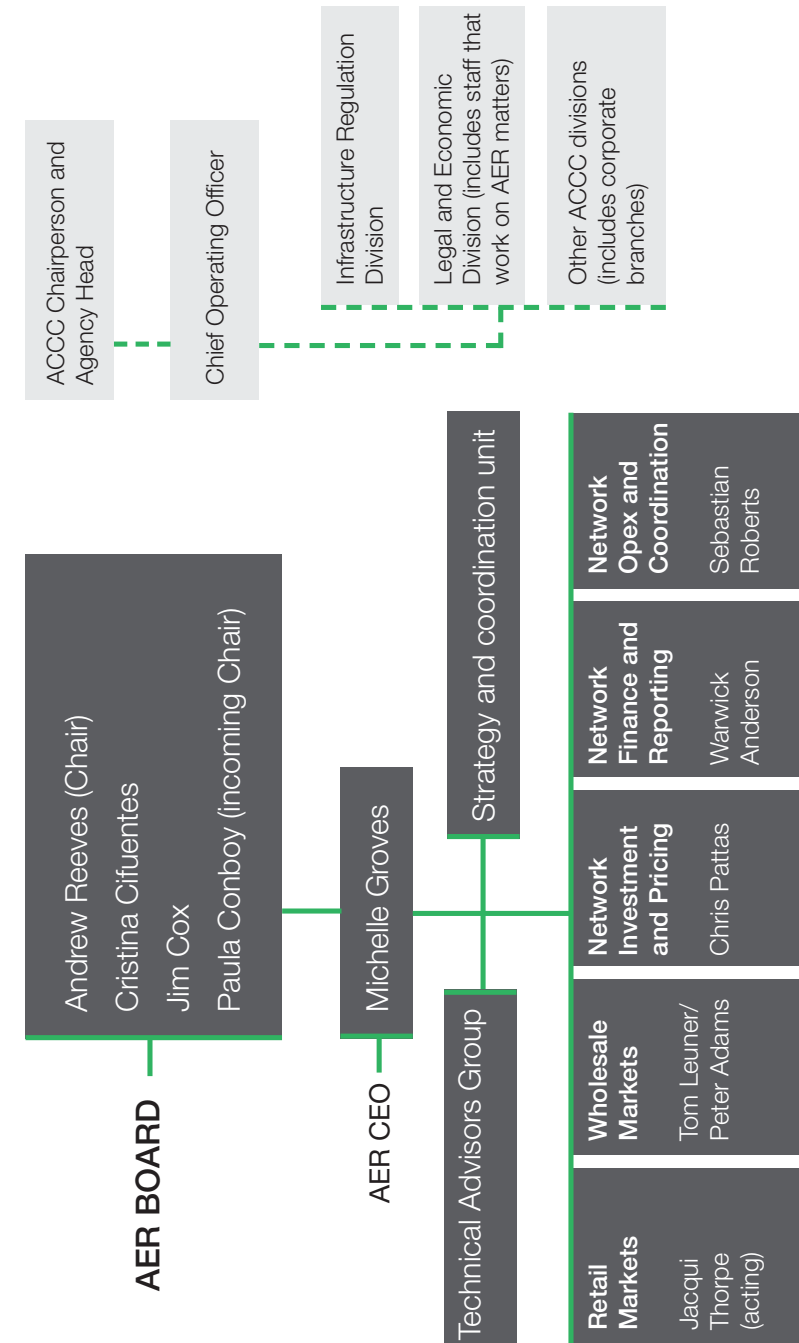 AER BOARD
Andrew Reeves (Chair)
Cristina Cifuentes
Jim Cox
Paula Conboy (incoming Chair)
AER CEO
Michelle Groves
Technical Advisors Group
Strategy and coordination unit
Retail
Markets
Jacqui
Thorpe
(acting)
Wholesale
Markets
Tom Leuner/
Peter Adams
Network
Investment
and Pricing
Chris Pattas
Network
Finance and
Reporting
Warwick
Anderson
Network
Opex and
Coordination
Sebastian
Roberts
ACCC Chairperson and
Agency Head
Chief Operating Officer
Infrastructure Regulation
Division
Legal and Economic
Division (includes staff that
work on AER matters)
Other ACCC divisions
(includes corporate
branches)